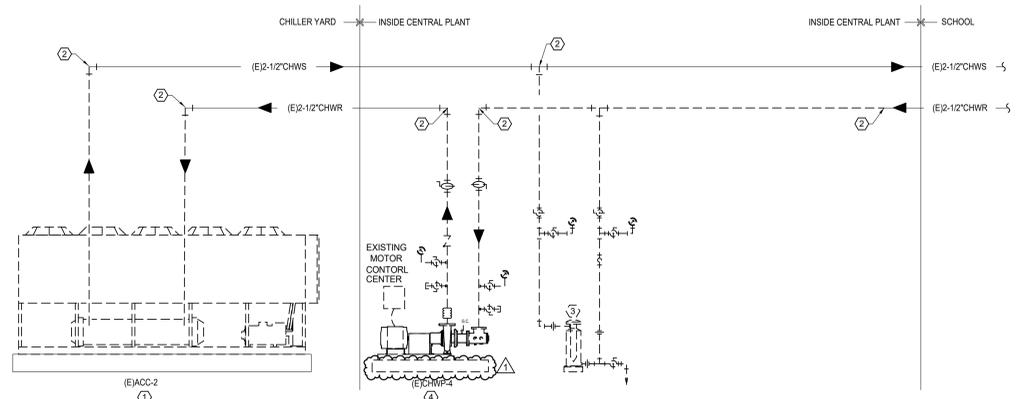 CHILLER YARD
INSIDE CENTRAL PLANT
INSIDE CENTRAL PLANT
SCHOOL
2
2
(E)2-1/2"CHWS
(E)2-1/2"CHWS
2
(E)2-1/2"CHWR
(E)2-1/2"CHWR
2
2
2
EXISTING
MOTOR
CONTORL
CENTER
3
1
(E)ACC-2
1
(E)CHWP-4
4